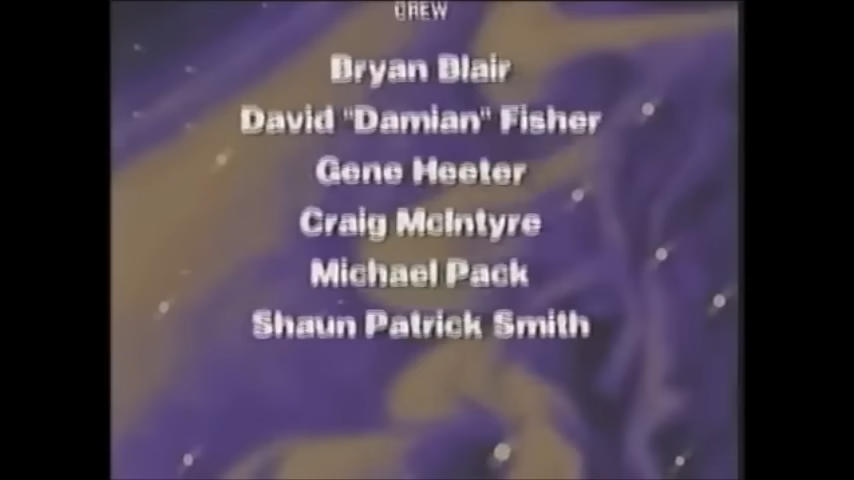 CREW
Bryan Blair
David "Damian" Fisher
Gene Heeter
Craig McIntyre
Michael Pack
Shaun Patrick Smith